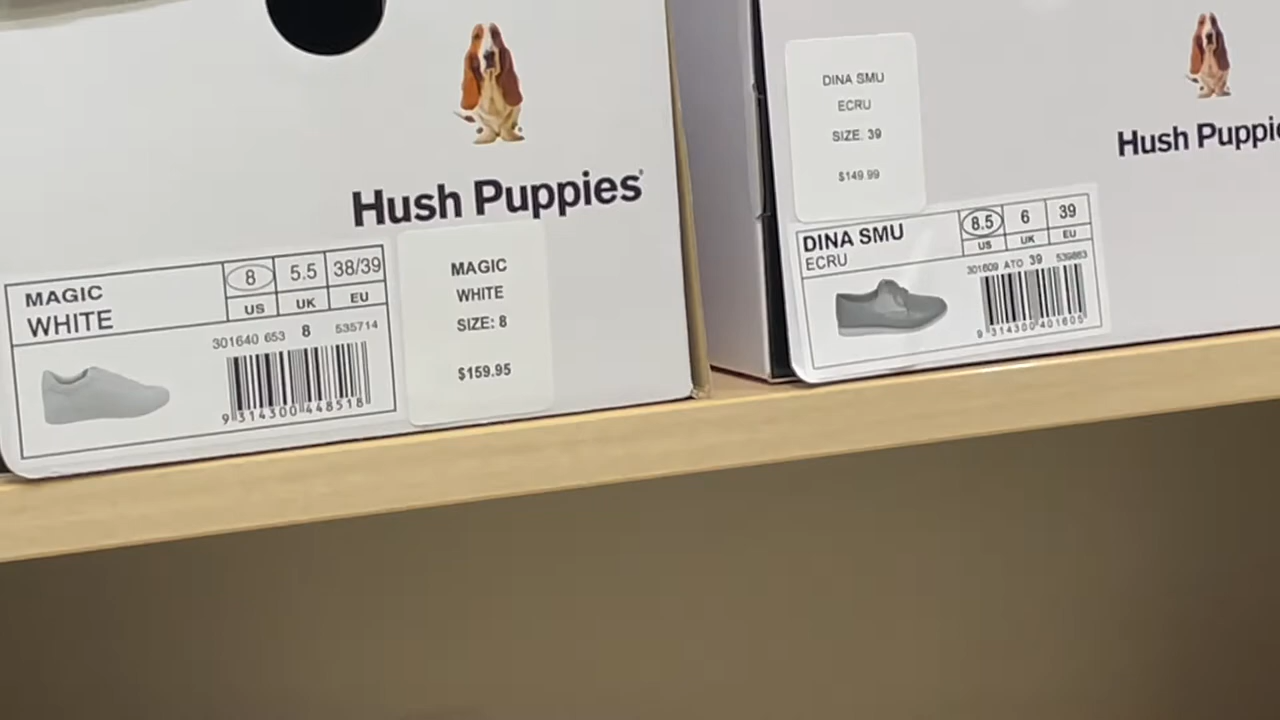 Hush Puppies
MAGIC
WHITE
8 5.5 38/39
US UK EU
301640 653 8 535714
9 314300 448518
MAGIC
WHITE
SIZE: 8
$159.95
DINA SMU
ECRU
SIZE: 39
$149.99
Hush Puppie
DINA SMU
ECRU
8.5 6 39
US UK EU
301609 ATO 39 539863
9 314300 401605